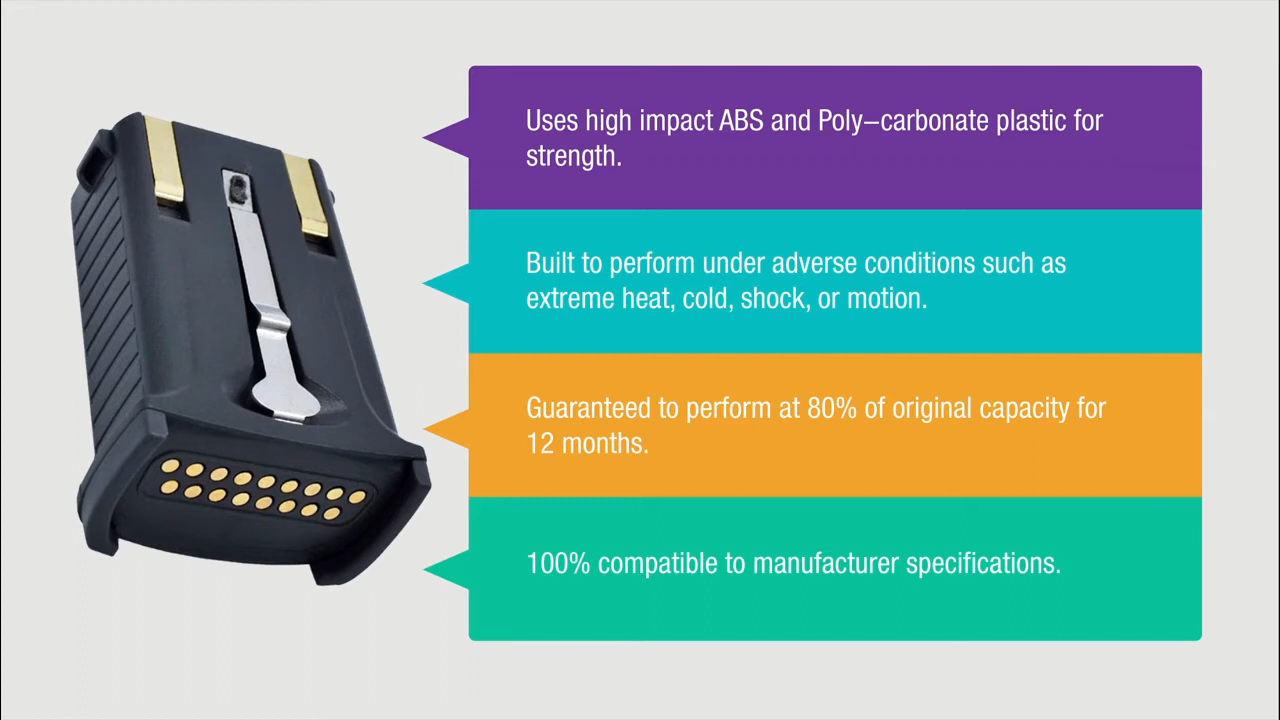 Uses high impact ABS and Poly–carbonate plastic for
strength.
Built to perform under adverse conditions such as
extreme heat, cold, shock, or motion.
Guaranteed to perform at 80% of original capacity for
12 months.
100% compatible to manufacturer specifications.